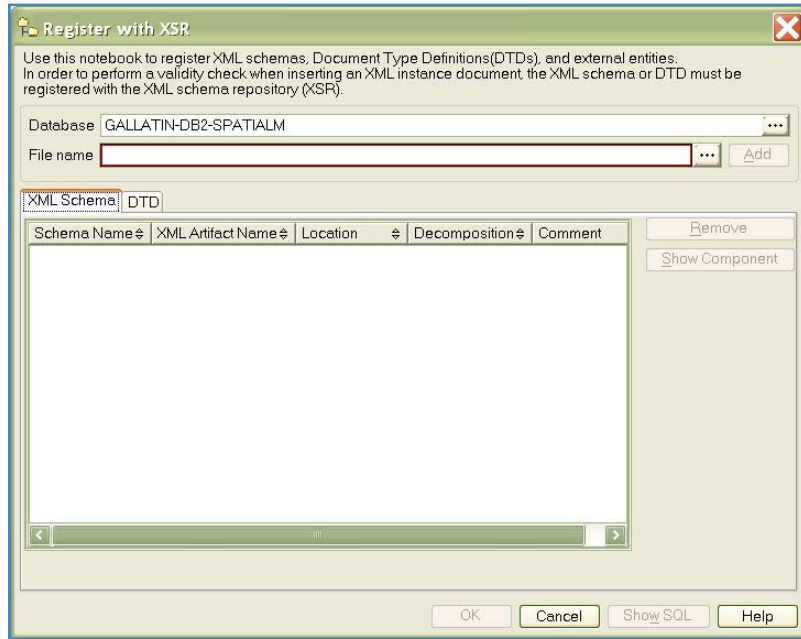 Register with XSR
Use this notebook to register XML schemas, Document Type Definitions(DTDs), and external entities.
In order to perform a validity check when inserting an XML instance document, the XML schema or DTD must be
registered with the XML schema repository (XSR).
Database GALLATIN-DB2-SPATIALM ...
File name ... Add
XML Schema DTD
Schema Name XML Artifact Name Location Decomposition Comment
Remove
Show Component
OK Cancel Show SQL Help